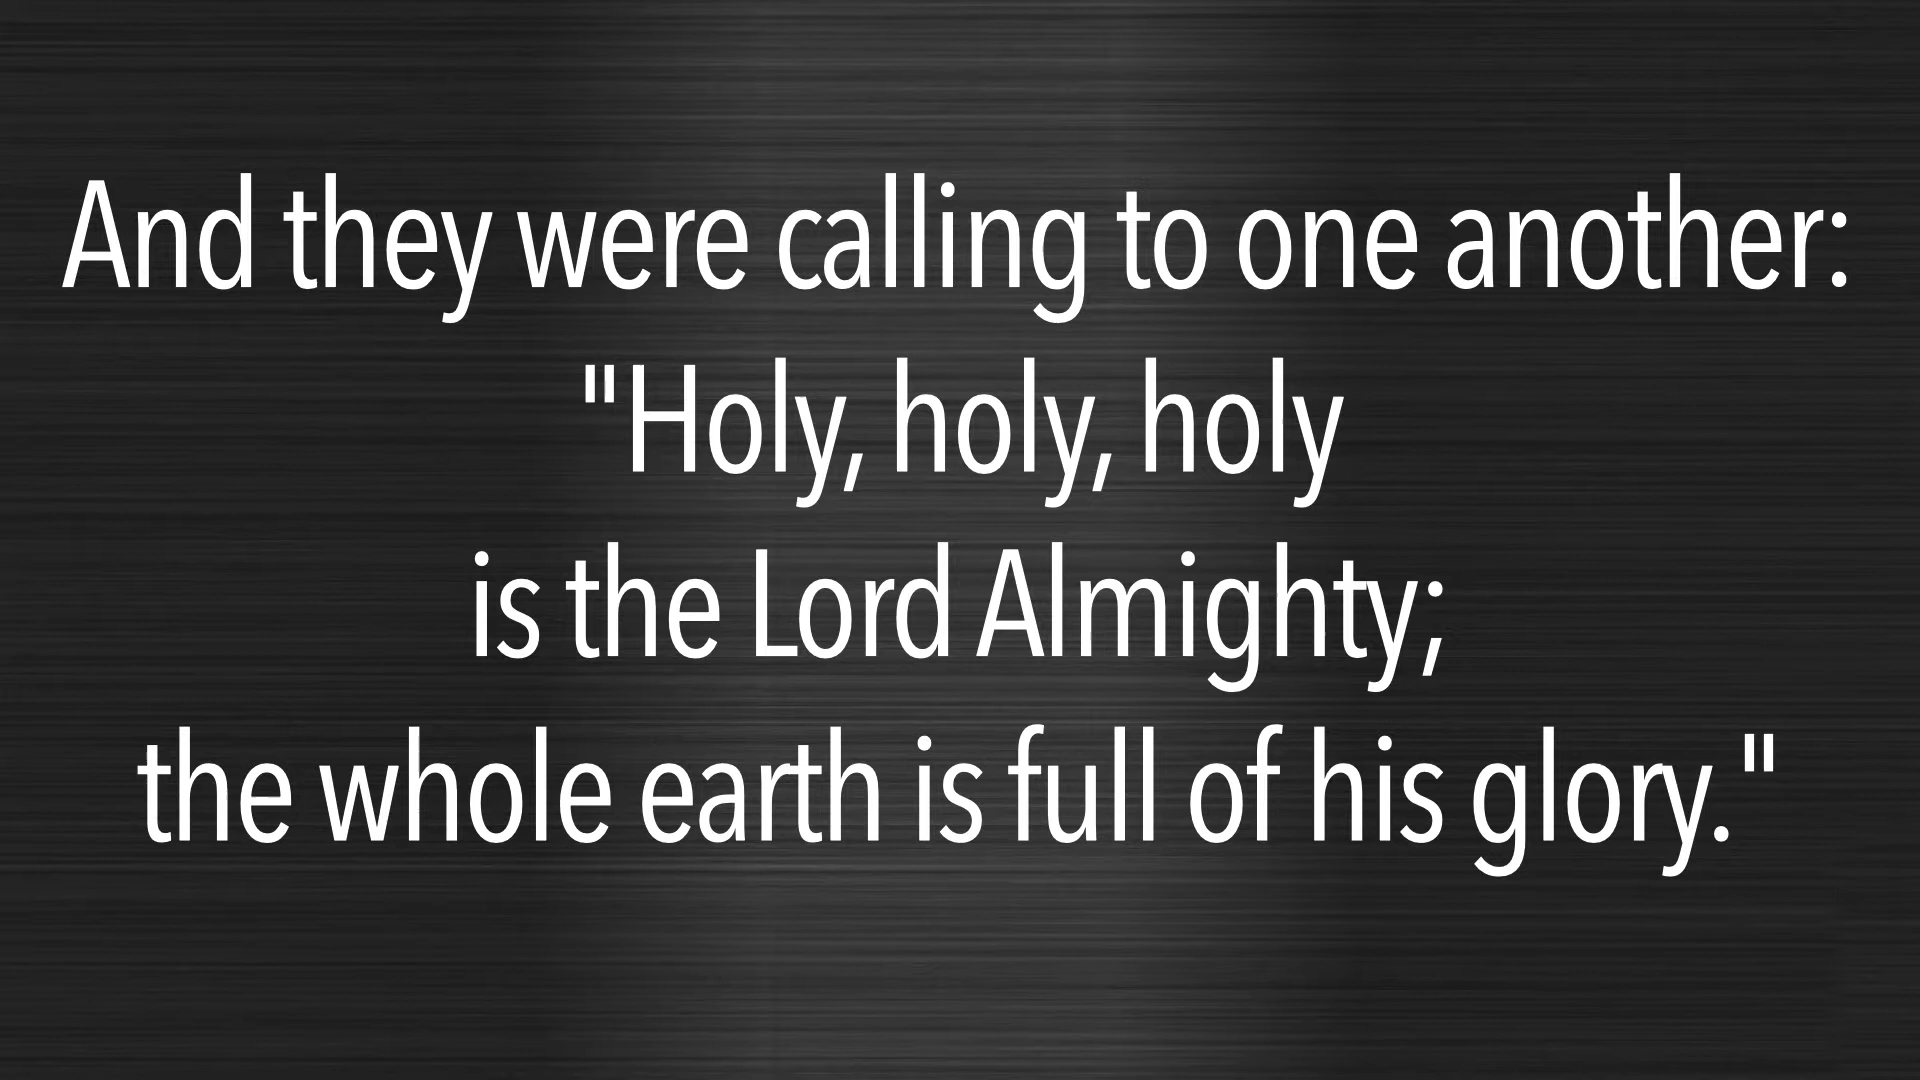 And they were calling to one another:
"Holy, holy, holy
is the Lord Almighty;
the whole earth is full of his glory."